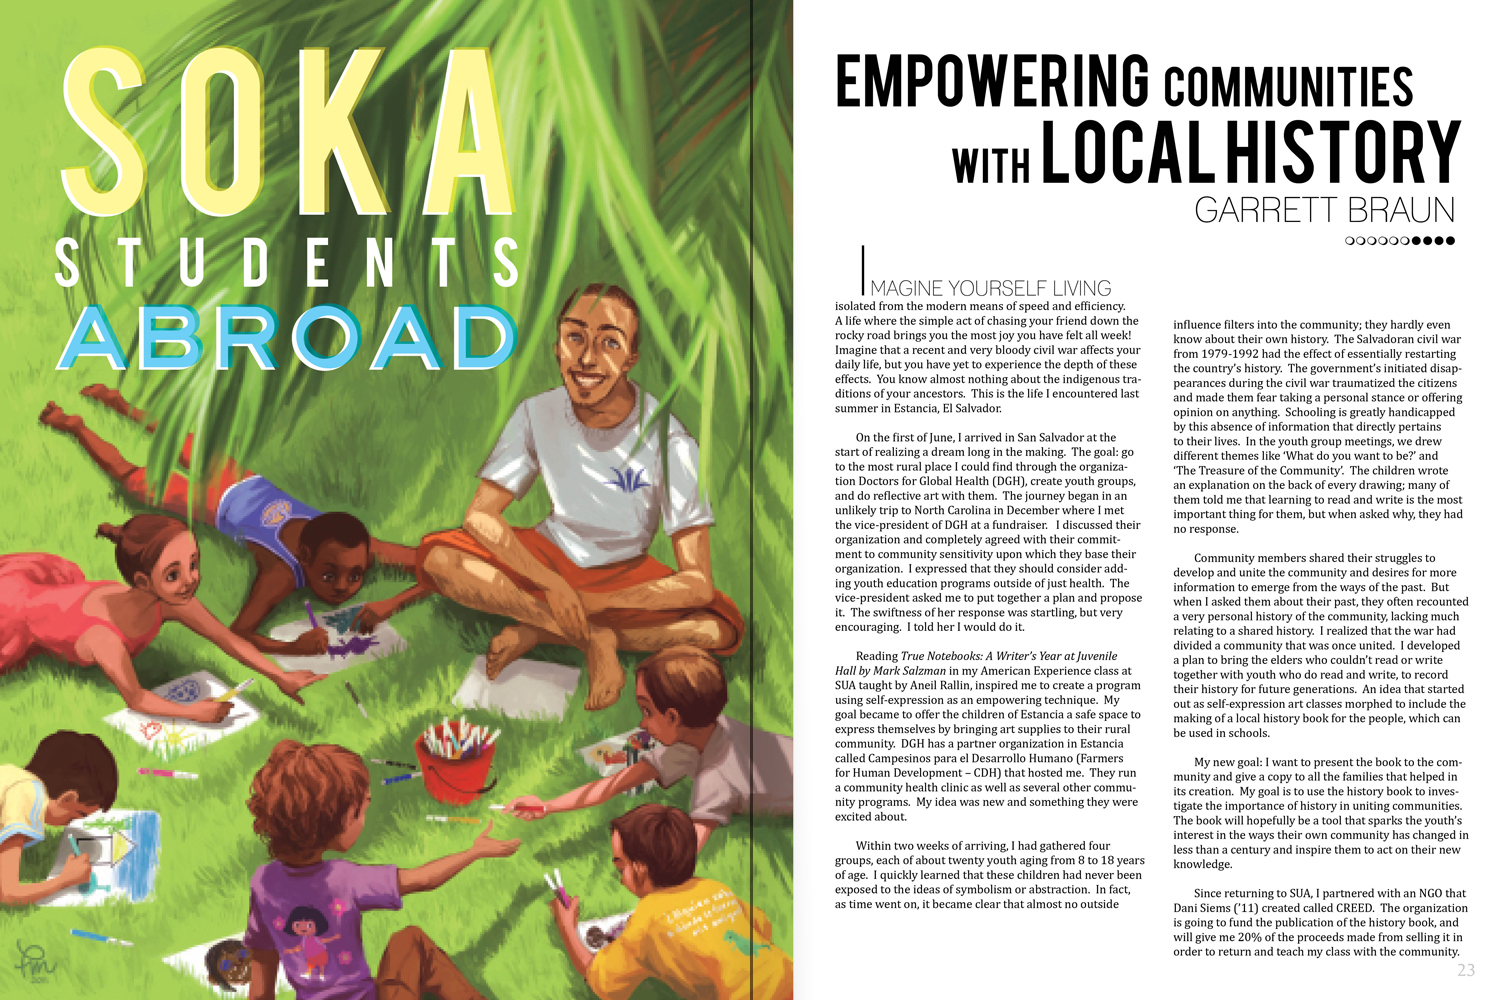 SOKA
STUDENTS
ABROAD
EMPOWERING COMMUNITIES
WITH LOCAL HISTORY
GARRETT BRAUN
IMAGINE YOURSELF LIVING
isolated from the modern means of speed and efficiency.
A life where the simple act of chasing your friend down the
rocky road brings you the most joy you have felt all week!
Imagine that a recent and very bloody civil war affects your
daily life, but you have yet to experience the depth of these
effects.  You know almost nothing about the indigenous tra-
ditions of your ancestors.  This is the life I encountered last
summer in Estancia, El Salvador.
On the first of June, I arrived in San Salvador at the
start of realizing a dream long in the making.  The goal: go
to the most rural place I could find through the organiza-
tion Doctors for Global Health (DGH), create youth groups,
and do reflective art with them.  The journey began in an
unlikely trip to North Carolina in December where I met
the vice-president of DGH at a fundraiser.   I discussed their
organization and completely agreed with their commit-
ment to community sensitivity upon which they base their
organization.  I expressed that they should consider add-
ing youth education programs outside of just health.  The
vice-president asked me to put together a plan and propose
it.  The swiftness of her response was startling, but very
encouraging.  I told her I would do it.
Reading True Notebooks: A Writer's Year at Juvenile
Hall by Mark Salzman in my American Experience class at
SUA taught by Aneil Rallin, inspired me to create a program
using self-expression as an empowering technique.  My
goal became to offer the children of Estancia a safe space to
express themselves by bringing art supplies to their rural
community.  DGH has a partner organization in Estancia
called Campesinos para el Desarrollo Humano (Farmers
for Human Development – CDH) that hosted me.  They run
a community health clinic as well as several other commu-
nity programs.  My idea was new and something they were
excited about.
Within two weeks of arriving, I had gathered four
groups, each of about twenty youth aging from 8 to 18 years
of age.  I quickly learned that these children had never been
exposed to the ideas of symbolism or abstraction.  In fact,
as time went on, it became clear that almost no outside
influence filters into the community; they hardly even
know about their own history.  The Salvadoran civil war
from 1979-1992 had the effect of essentially restarting
the country's history.  The government's initiated disap-
pearances during the civil war traumatized the citizens
and made them fear taking a personal stance or offering
opinion on anything.  Schooling is greatly handicapped
by this absence of information that directly pertains
to their lives.  In the youth group meetings, we drew
different themes like 'What do you want to be?' and
'The Treasure of the Community'.  The children wrote
an explanation on the back of every drawing; many of
them told me that learning to read and write is the most
important thing for them, but when asked why, they had
no response.
Community members shared their struggles to
develop and unite the community and desires for more
information to emerge from the ways of the past.  But
when I asked them about their past, they often recounted
a very personal history of the community, lacking much
relating to a shared history.  I realized that the war had
divided a community that was once united.  I developed
a plan to bring the elders who couldn't read or write
together with youth who do read and write, to record
their history for future generations.  An idea that started
out as self-expression art classes morphed to include the
making of a local history book for the people, which can
be used in schools.
My new goal: I want to present the book to the com-
munity and give a copy to all the families that helped in
its creation.  My goal is to use the history book to inves-
tigate the importance of history in uniting communities.
The book will hopefully be a tool that sparks the youth's
interest in the ways their own community has changed in
less than a century and inspire them to act on their new
knowledge.
Since returning to SUA, I partnered with an NGO that
Dani Siems ('11) created called CREED.  The organization
is going to fund the publication of the history book, and
will give me 20% of the proceeds made from selling it in
order to return and teach my class with the community.
23